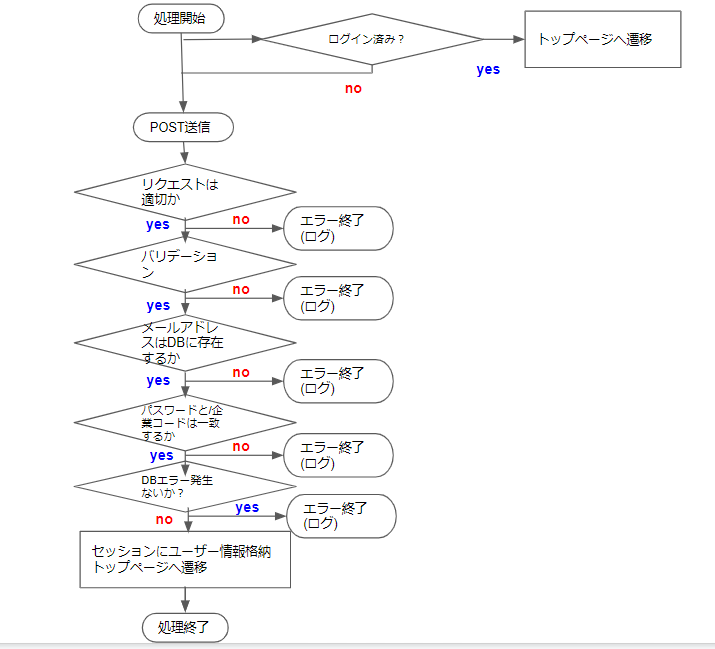 処理開始
ログイン済み？
トップページへ遷移
yes
no
POST送信
リクエストは
適切か
yes
no
エラー終了
(ログ)
バリデーショ
ン
yes
no
エラー終了
(ログ)
メールアドレ
スはDBに存在
するか
yes
no
エラー終了
(ログ)
パスワードと/企
業コードは一致
するか
yes
no
エラー終了
(ログ)
DBエラー発生
ないか？
no
yes
エラー終了
(ログ)
セッションにユーザー情報格納
トップページへ遷移
処理終了